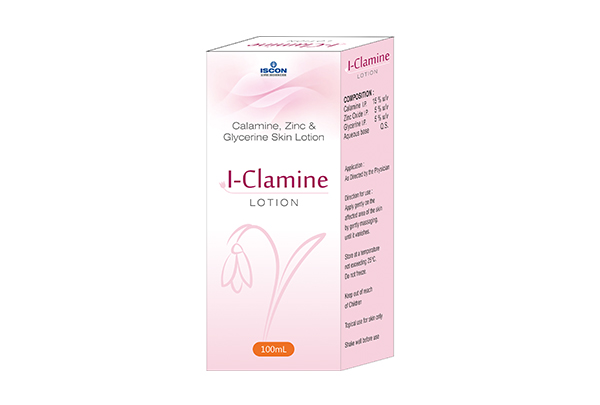 ISCON
Calamine, Zinc &
Glycerine Skin Lotion
I-Clamine
LOTION
100mL
I-Clamine
LOTION
COMPOSITION :
Calamine I.P. 15 % w/v
Zinc Oxide I.P. 5 % w/v
Glycerine I.P. 5 % w/v
Aqueous base Q.S.
Application :
As Directed by the Physician
Direction for use :
Apply gently on the
affected area of the skin
by gently massaging,
until it vanishes.
Store at a temperature
not exceeding 25°C.
Do not freeze
Keep out of reach
of Children
Topical use for skin only
Shake well before use